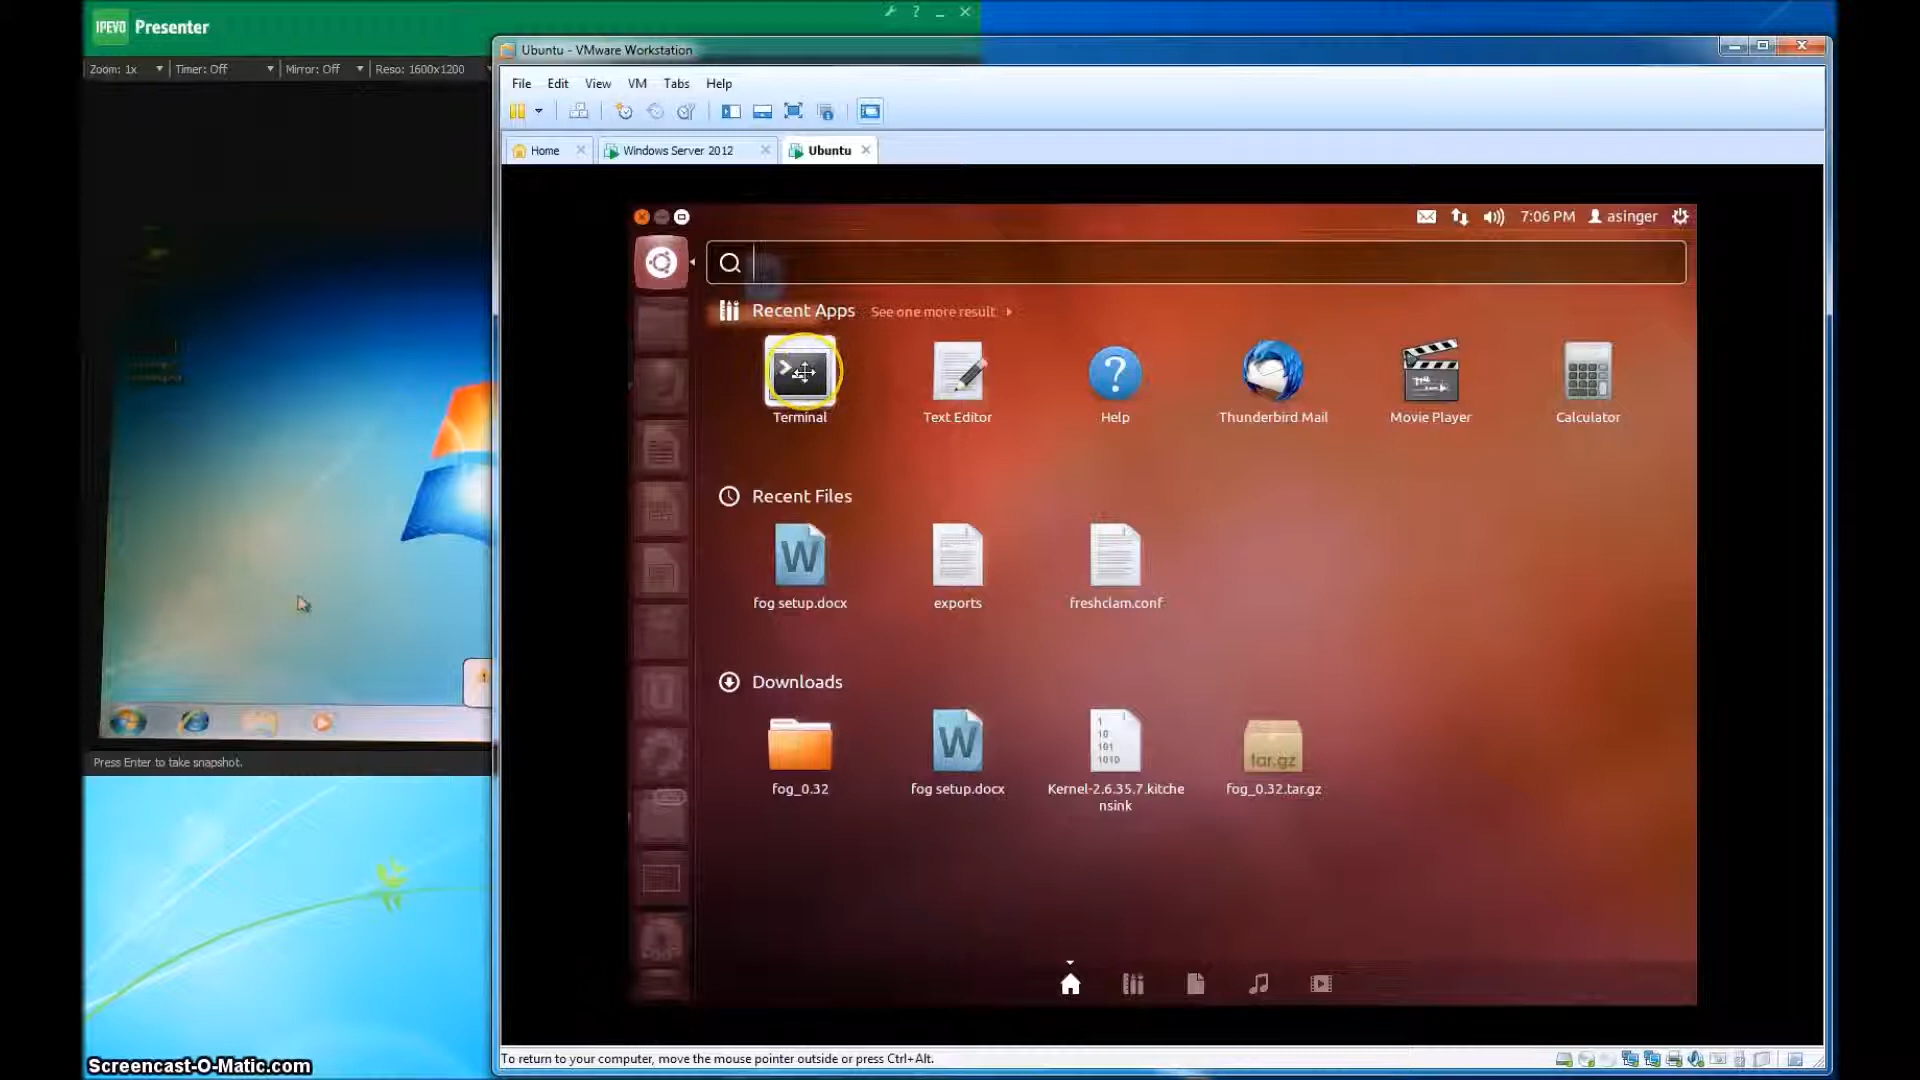 IPEVO Presenter
Zoom: 1x
Timer: Off
Mirror: Off
Reso: 1600x1200
Ubuntu - VMware Workstation
File Edit View VM Tabs Help
Home
Windows Server 2012
Ubuntu
7:06 PM
asinger
Recent Apps
See one more result
Terminal
Text Editor
Help
Thunderbird Mail
Movie Player
Calculator
Recent Files
fog setup.docx
exports
freshclam.conf
Downloads
fog_0.32
fog setup.docx
Kernel-2.6.35.7.kitche
nsink
tar.gz
fog_0.32.tar.gz
Press Enter to take snapshot.
To return to your computer, move the mouse pointer outside or press Ctrl+Alt.
Screencast-O-Matic.com